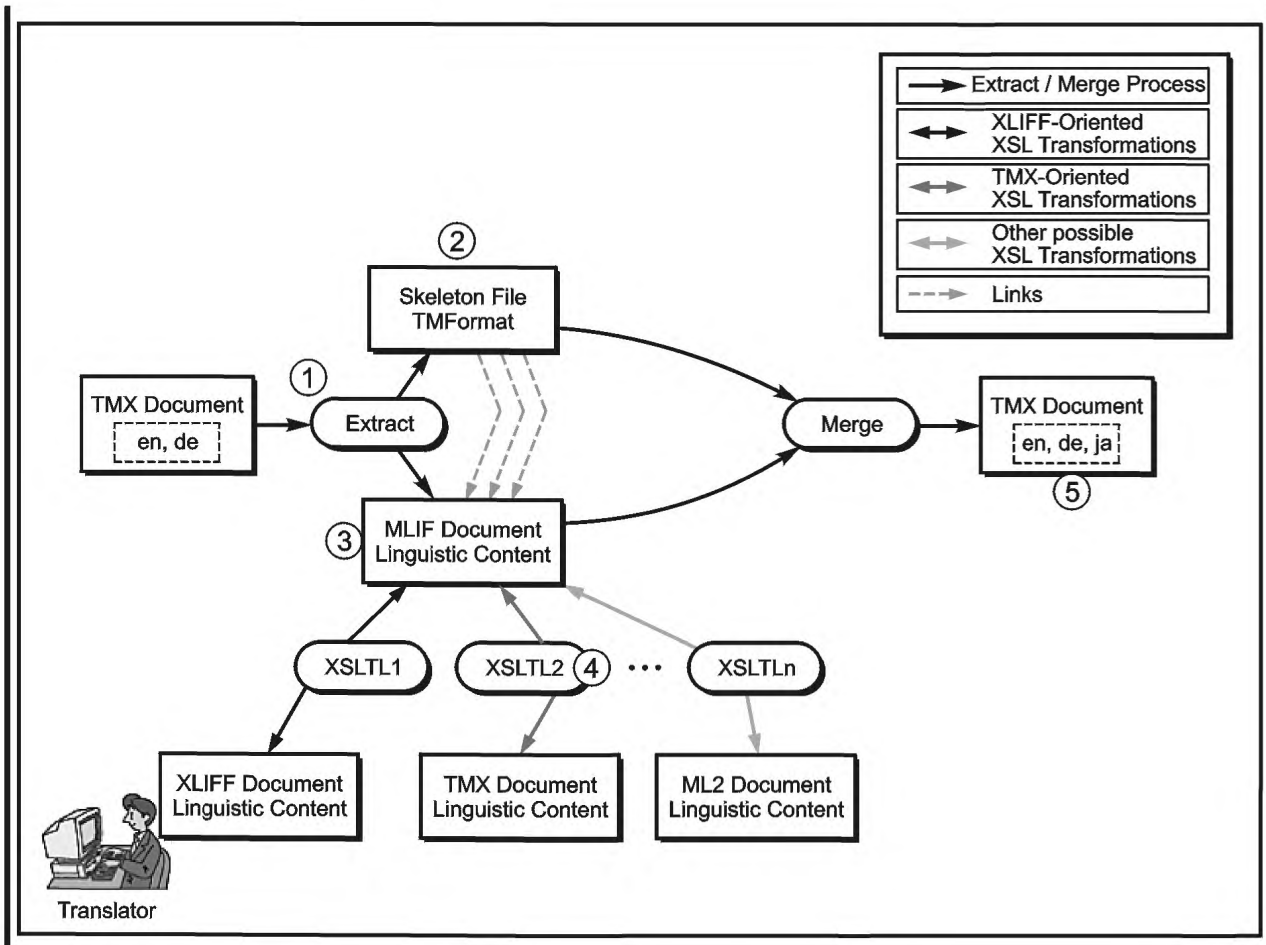 Extract / Merge Process
XLIFF-Oriented
XSL Transformations
TMX-Oriented
XSL Transformations
Other possible
XSL Transformations
Links
2
Skeleton File
TMFormat
1
TMX Document
en, de
Extract
Merge
TMX Document
en, de, ja
5
3
MLIF Document
Linguistic Content
XSLTL1
XSLTL2
4
•••
XSLTLn
XLIFF Document
Linguistic Content
TMX Document
Linguistic Content
ML2 Document
Linguistic Content
Translator